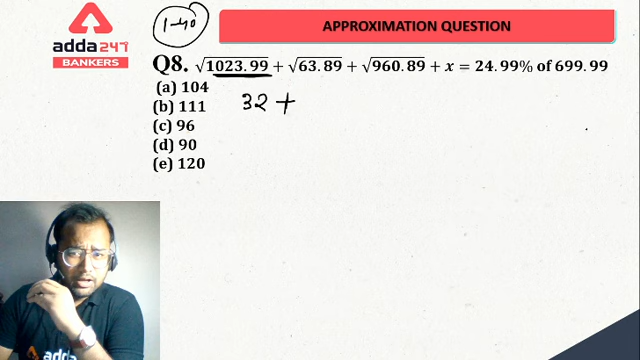 1-40
APPROXIMATION QUESTION
adda247
BANKERS
Q8. √1023.99 + √63.89 + √960.89 + x = 24.99% of 699.99
(a) 104
(b) 111
32 +
(c) 96
(d) 90
(e) 120
adda